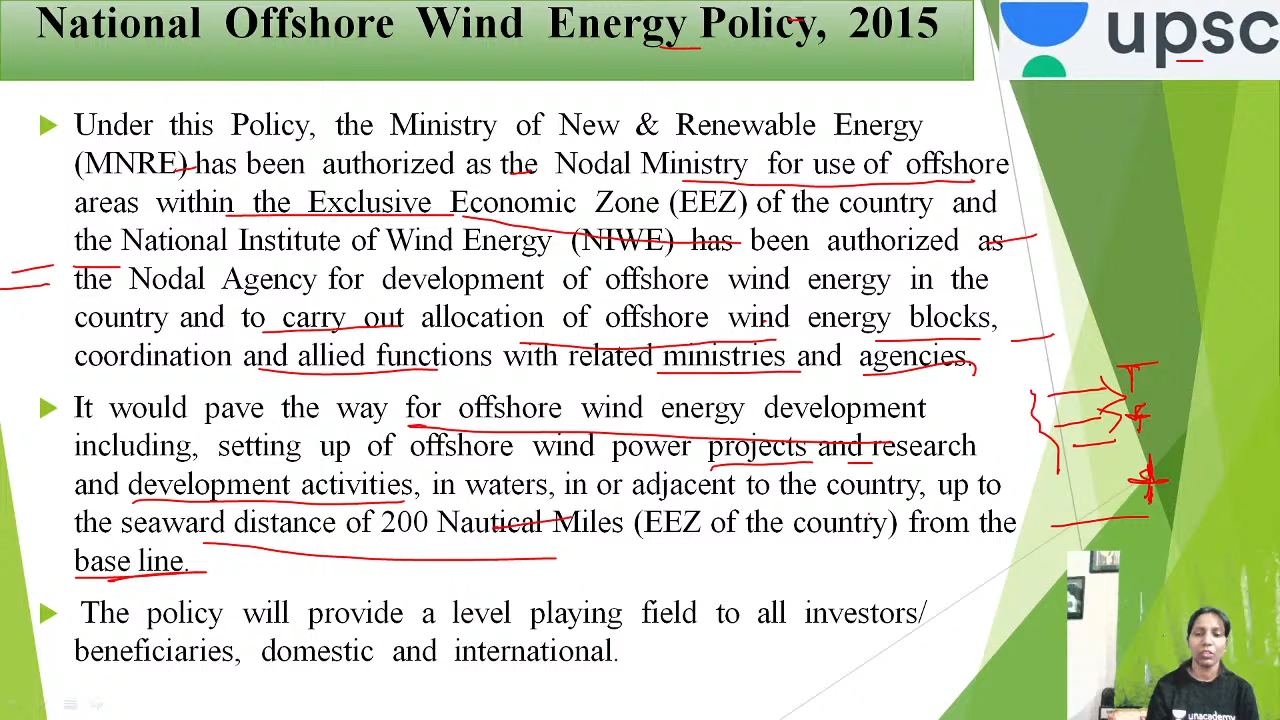 National Offshore Wind Energy Policy, 2015
upsc
Under this Policy, the Ministry of New & Renewable Energy
(MNRE) has been authorized as the Nodal Ministry for use of offshore
areas within the Exclusive Economic Zone (EEZ) of the country and
the National Institute of Wind Energy (NIWE) has been authorized as
the Nodal Agency for development of offshore wind energy in the
country and to carry out allocation of offshore wind energy blocks,
coordination and allied functions with related ministries and agencies.
It would pave the way for offshore wind energy development
including, setting up of offshore wind power projects and research
and development activities, in waters, in or adjacent to the country, up to
the seaward distance of 200 Nautical Miles (EEZ of the country) from the
base line.
The policy will provide a level playing field to all investors/
beneficiaries, domestic and international.
unacademy